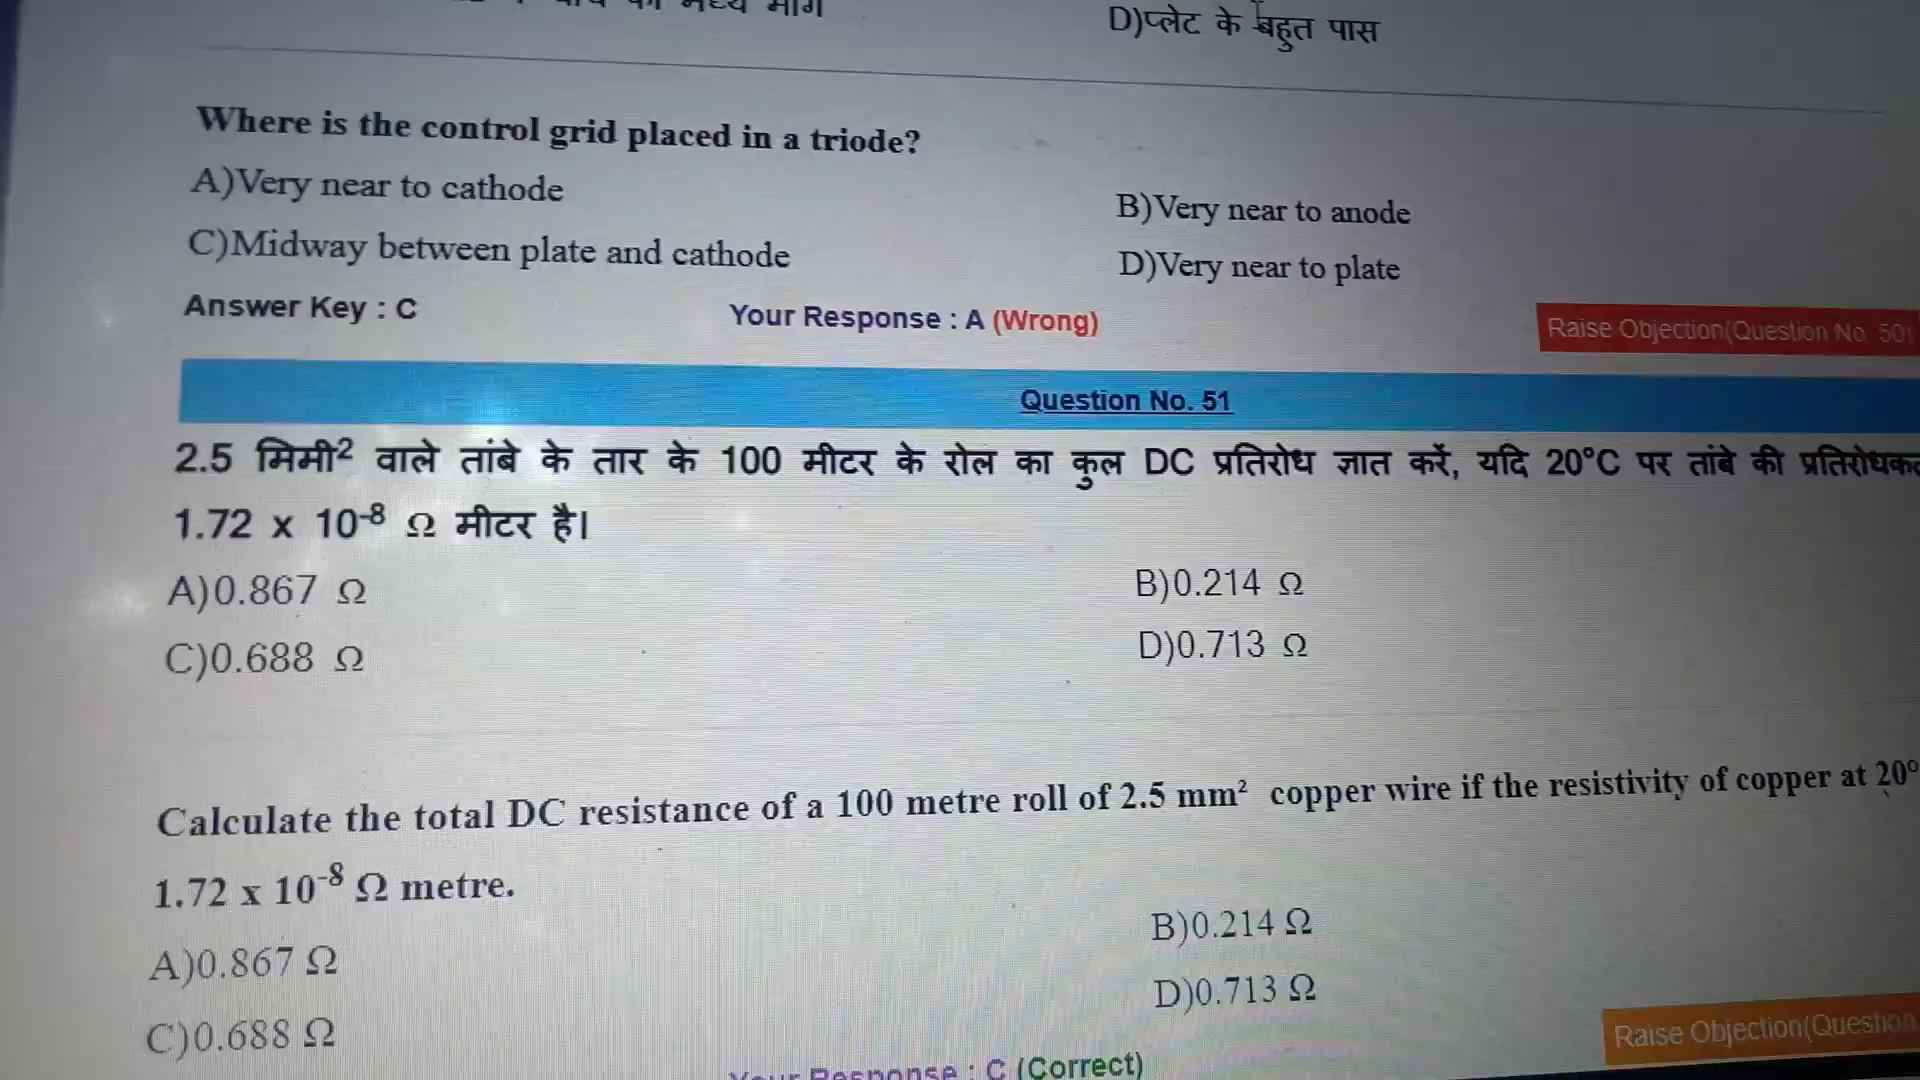 मध्य भाग
D)प्लेट के बहुत पास
Where is the control grid placed in a triode?
A)Very near to cathode
B)Very near to anode
C)Midway between plate and cathode
D)Very near to plate
Answer Key : C
Your Response : A (Wrong)
Raise Objection(Question No. 50)
Question No. 51
2.5 मिमी² वाले तांबे के तार के 100 मीटर के रोल का कुल DC प्रतिरोध ज्ञात करें, यदि 20°C पर तांबे की
1.72 x 10⁻⁸ Ω मीटर है।
A)0.867 Ω
B)0.214 Ω
C)0.688 Ω
D)0.713 Ω
Calculate the total DC resistance of a 100 metre roll of 2.5 mm² copper wire if the resistivity of copper at 20°
1.72 x 10⁻⁸ Ω metre.
A)0.867 Ω
B)0.214 Ω
C)0.688 Ω
D)0.713 Ω
Raise Objection(Question
Your Response : C (Correct)